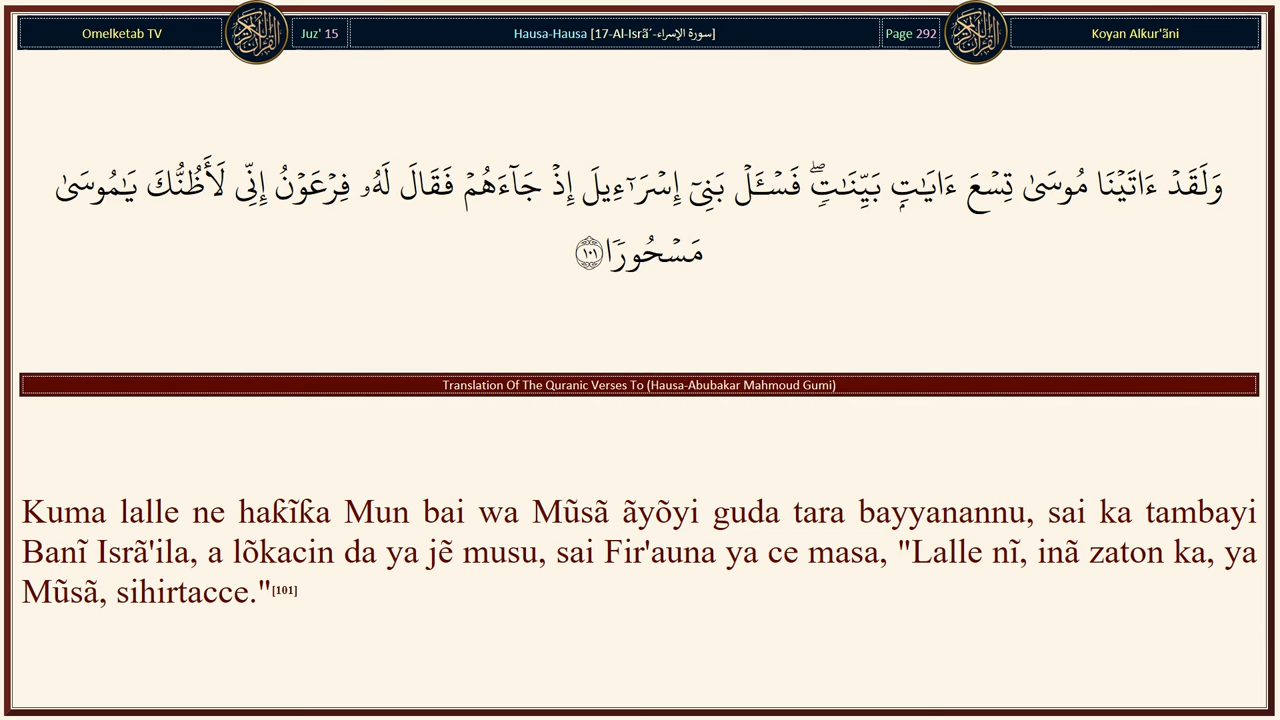 Omelketab TV
Juz' 15
Hausa-Hausa [17-Al-Isrã´-سورة الإسراء]
Page 292
Koyan Alƙur'ãni
وَلَقَدۡ ءَاتَيۡنَا مُوسَىٰ تِسۡعَ ءَايَٰتِۭ بَيِّنَٰتٖۖ فَسۡـَٔلۡ بَنِيٓ إِسۡرَٰٓءِيلَ إِذۡ جَآءَهُمۡ فَقَالَ لَهُۥ فِرۡعَوۡنُ إِنِّي لَأَظُنُّكَ يَٰمُوسَىٰ
مَسۡحُورٗا ١٠١
Translation Of The Quranic Verses To (Hausa-Abubakar Mahmoud Gumi)
Kuma lalle ne haƙĩƙa Mun bai wa Mũsã ãyõyi guda tara bayyanannu, sai ka tambayi
Banĩ Isrã'ila, a lõkacin da ya jẽ musu, sai Fir'auna ya ce masa, "Lalle nĩ, inã zaton ka, ya
Mũsã, sihirtacce."[101]